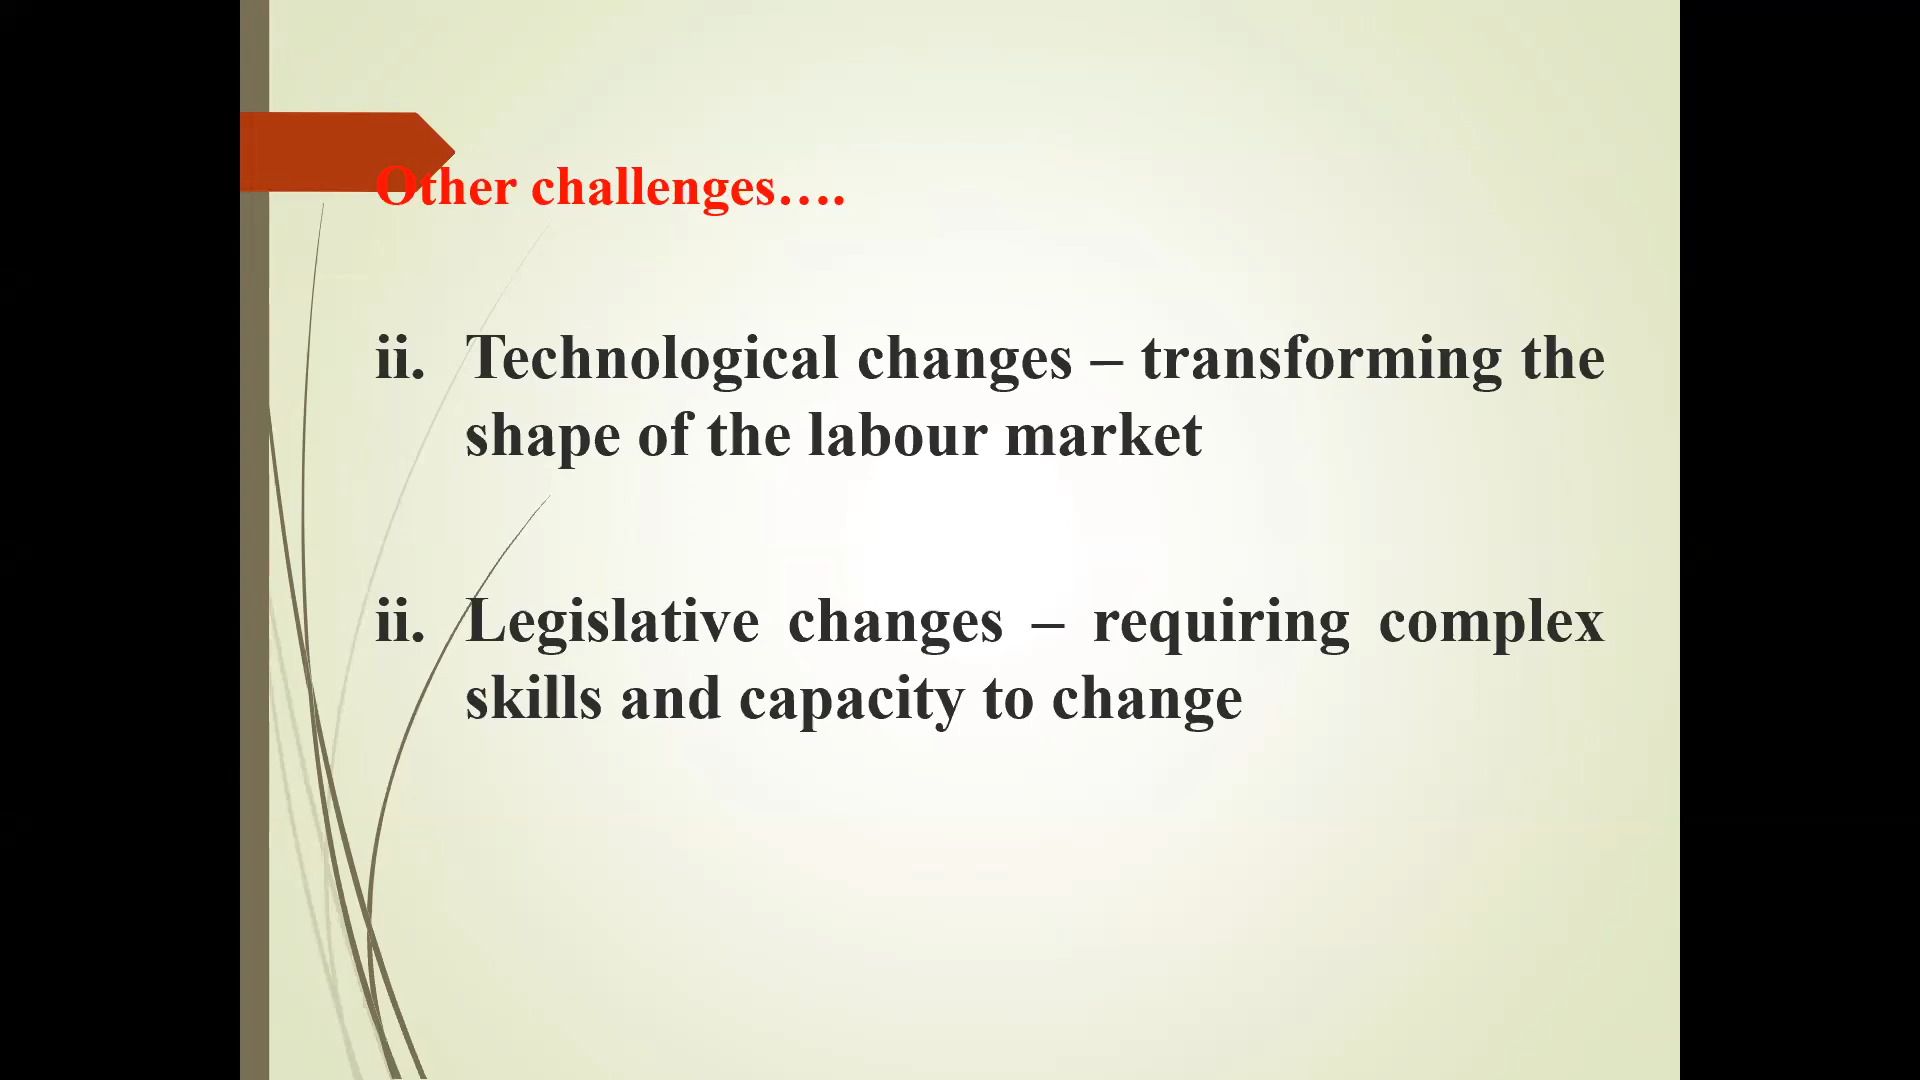 Other challenges….
ii. Technological changes – transforming the
shape of the labour market
ii. Legislative changes – requiring complex
skills and capacity to change